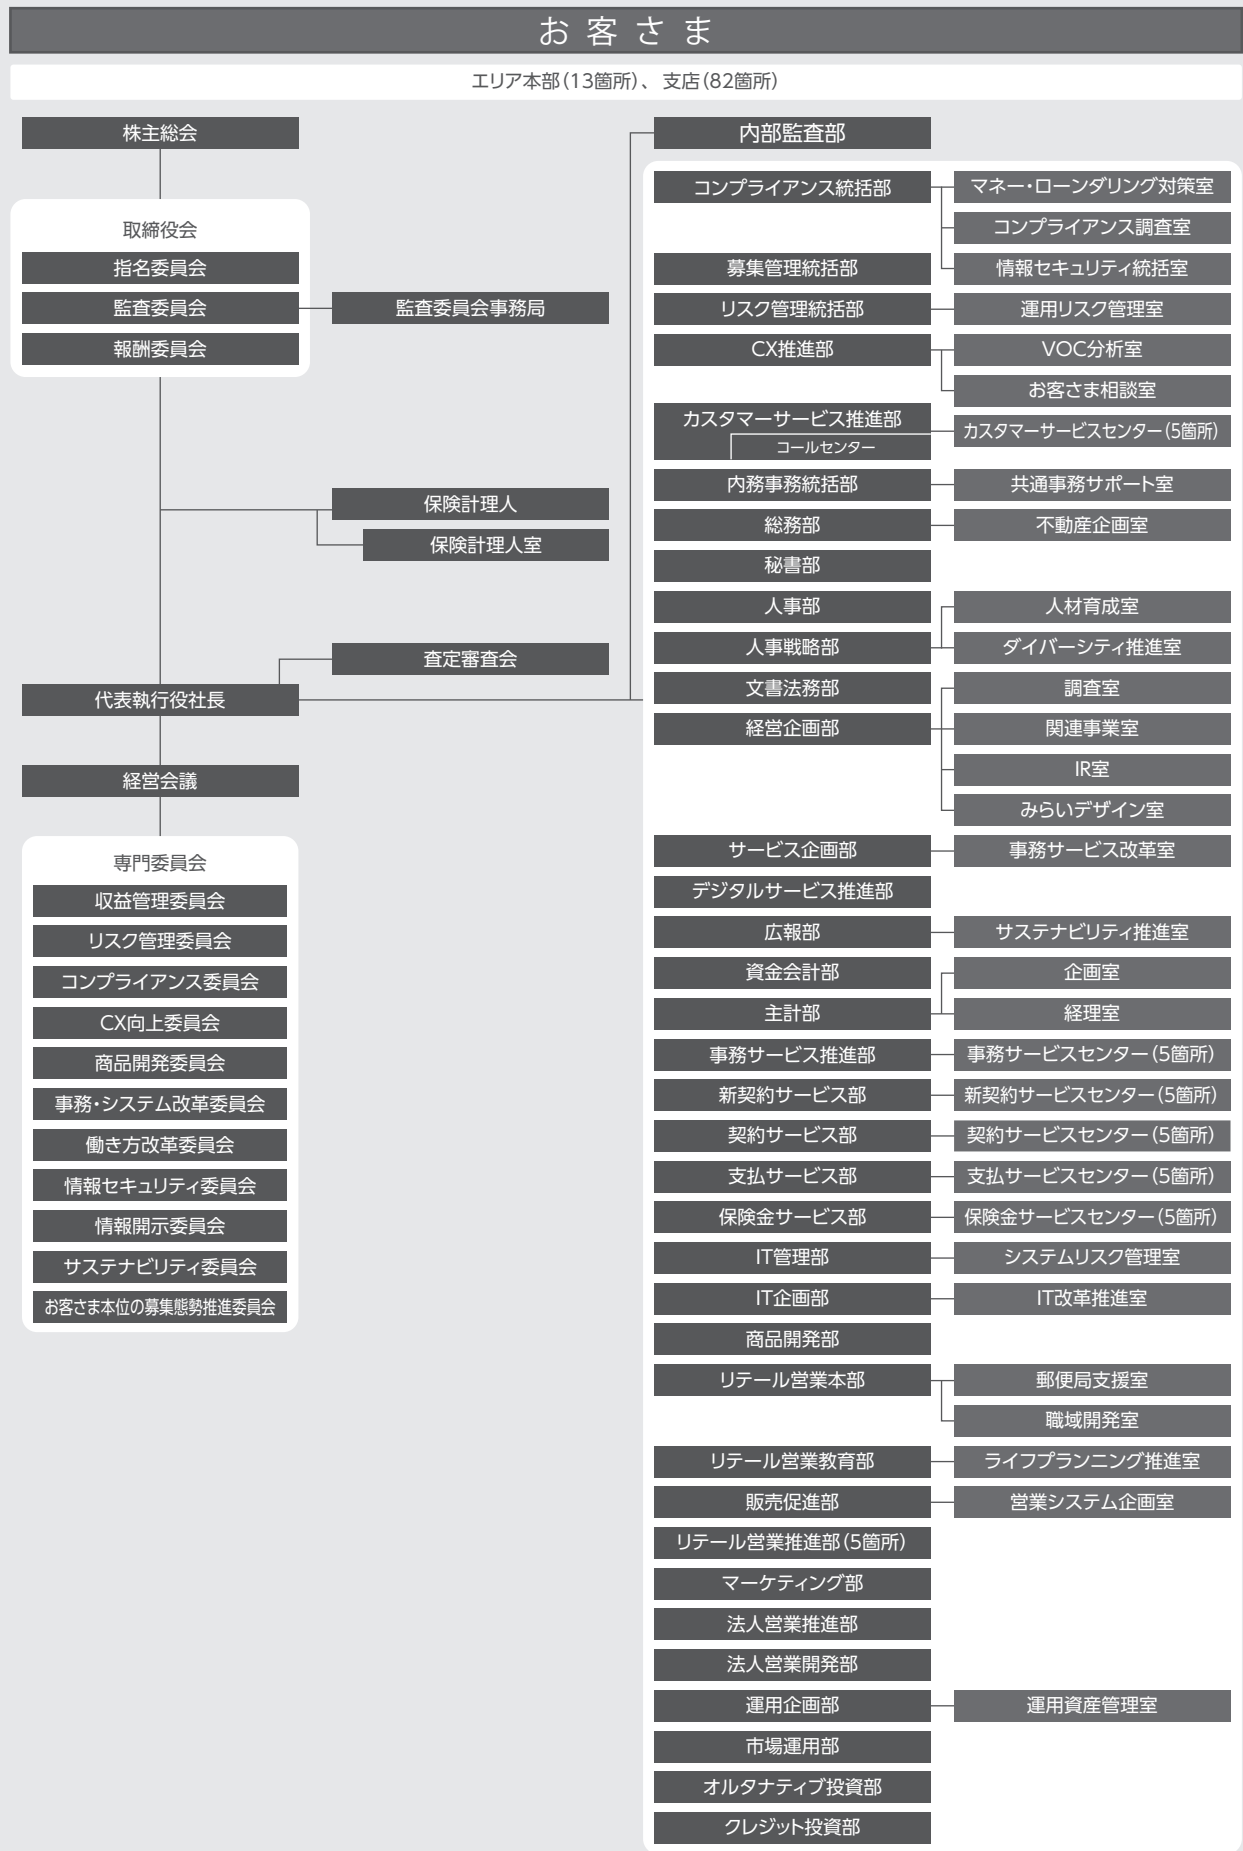 お客さま
エリア本部(13箇所)、支店(82箇所)
株主総会
取締役会
指名委員会
監査委員会
監査委員会事務局
報酬委員会
保険計理人
保険計理人室
査定審査会
代表執行役社長
経営会議
専門委員会
収益管理委員会
リスク管理委員会
コンプライアンス委員会
CX向上委員会
商品開発委員会
事務・システム改革委員会
働き方改革委員会
情報セキュリティ委員会
情報開示委員会
サステナビリティ委員会
お客さま本位の募集態勢推進委員会
内部監査部
コンプライアンス統括部
マネー・ローンダリング対策室
コンプライアンス調査室
募集管理統括部
情報セキュリティ統括室
リスク管理統括部
運用リスク管理室
CX推進部
VOC分析室
お客さま相談室
カスタマーサービス推進部
コールセンター
カスタマーサービスセンター(5箇所)
内務事務統括部
共通事務サポート室
総務部
不動産企画室
秘書部
人事部
人材育成室
人事戦略部
ダイバーシティ推進室
文書法務部
調査室
経営企画部
関連事業室
IR室
みらいデザイン室
サービス企画部
事務サービス改革室
デジタルサービス推進部
広報部
サステナビリティ推進室
資金会計部
企画室
主計部
経理室
事務サービス推進部
事務サービスセンター(5箇所)
新契約サービス部
新契約サービスセンター(5箇所)
契約サービス部
契約サービスセンター(5箇所)
支払サービス部
支払サービスセンター(5箇所)
保険金サービス部
保険金サービスセンター(5箇所)
IT管理部
システムリスク管理室
IT企画部
IT改革推進室
商品開発部
リテール営業本部
郵便局支援室
職域開発室
リテール営業教育部
ライフプランニング推進室
販売促進部
営業システム企画室
リテール営業推進部(5箇所)
マーケティング部
法人営業推進部
法人営業開発部
運用企画部
運用資産管理室
市場運用部
オルタナティブ投資部
クレジット投資部